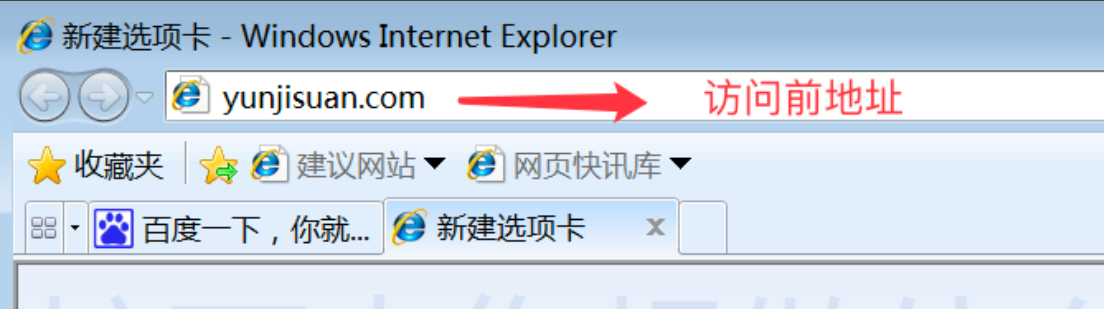 新建选项卡 - Windows Internet Explorer
yunjisuan.com 访问前地址
收藏夹 建议网站 网页快讯库
百度一下，你就... 新建选项卡 x